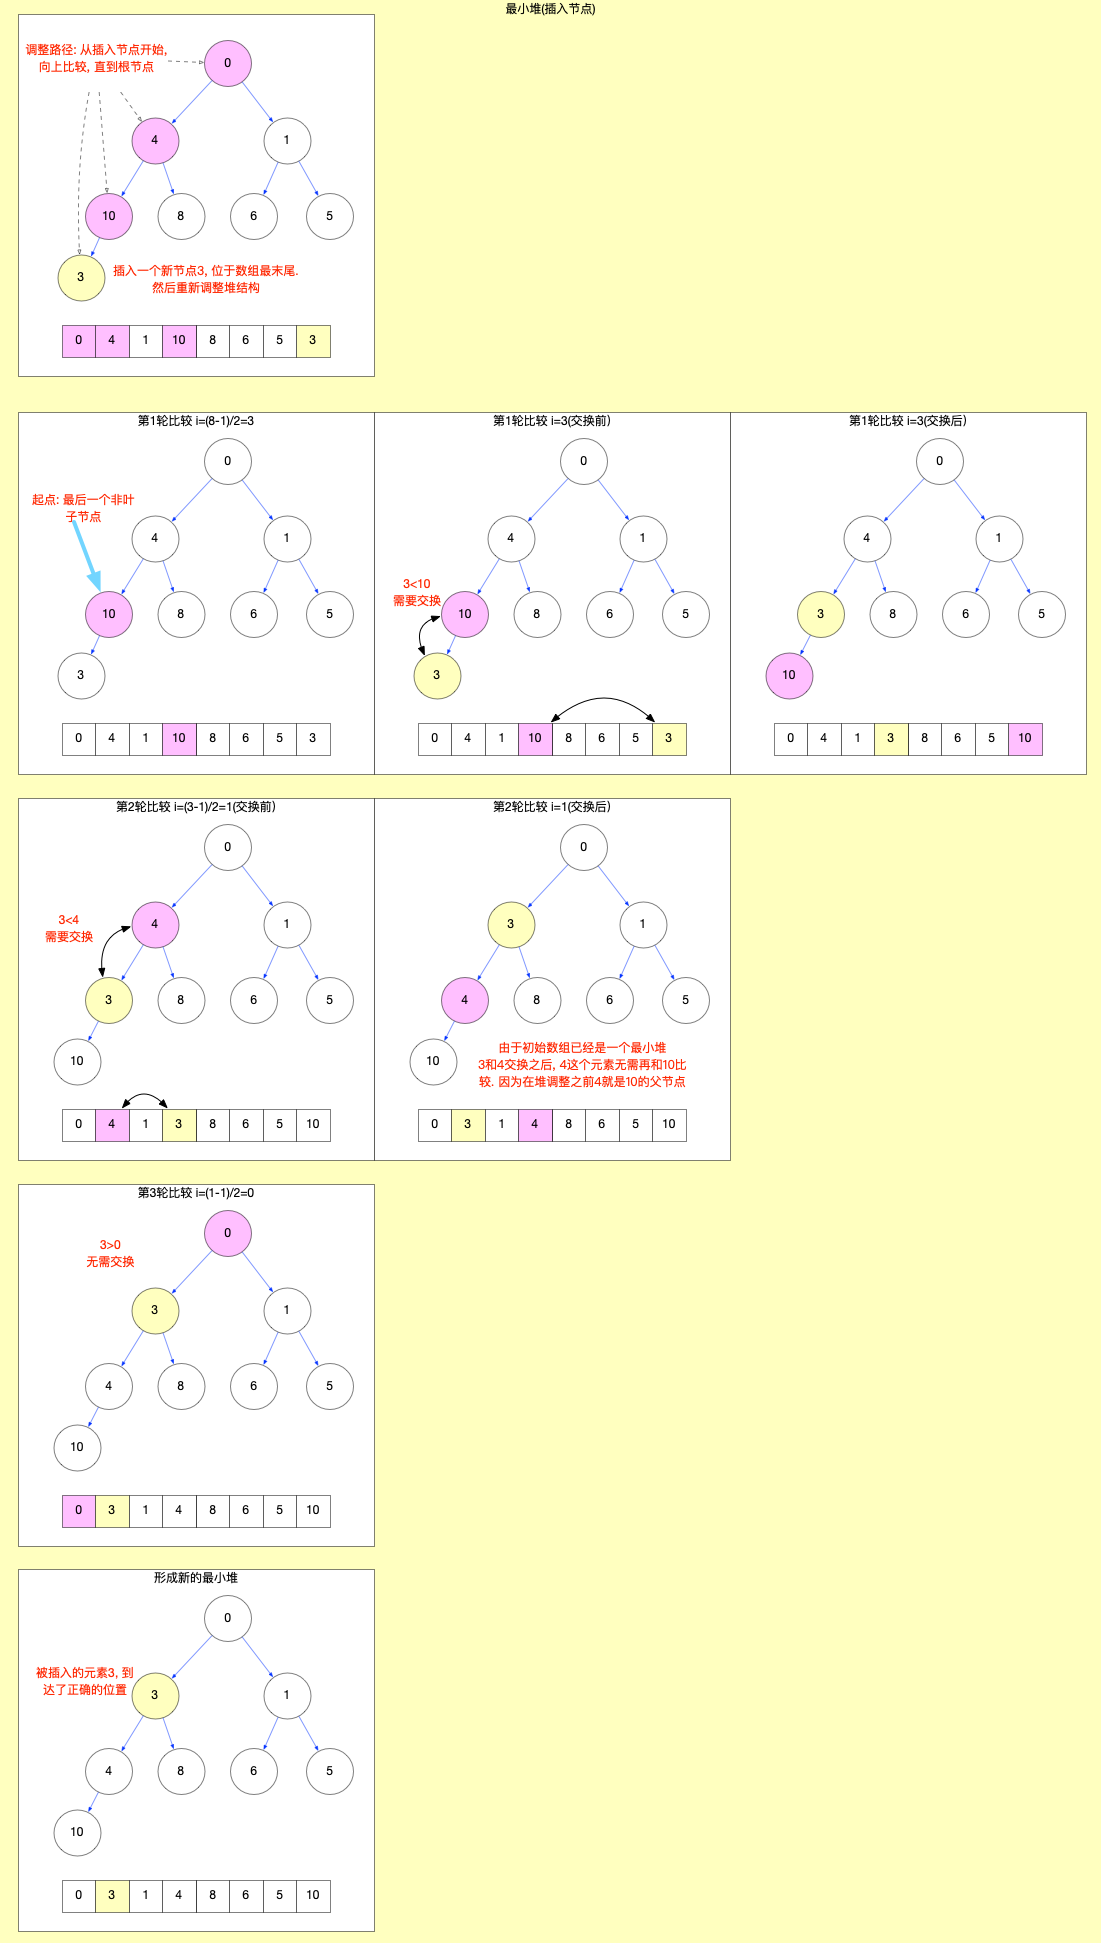 最小堆(插入节点)
调整路径: 从插入节点开始,
向上比较, 直到根节点
0
4
1
10
8
6
5
3
插入一个新节点3, 位于数组最末尾.
然后重新调整堆结构
0 4 1 10 8 6 5 3
第1轮比较 i=(8-1)/2=3
0
起点: 最后一个非叶
子节点
4
1
10
8
6
5
3
0 4 1 10 8 6 5 3
第1轮比较 i=3(交换前)
0
4
1
3<10
需要交换
10
8
6
5
3
0 4 1 10 8 6 5 3
第1轮比较 i=3(交换后)
0
4
1
3
8
6
5
10
0 4 1 3 8 6 5 10
第2轮比较 i=(3-1)/2=1(交换前)
0
3<4
需要交换
4
1
3
8
6
5
10
0 4 1 3 8 6 5 10
第2轮比较 i=1(交换后)
0
3
1
4
8
6
5
10
由于初始数组已经是一个最小堆
3和4交换之后, 4这个元素无需再和10比
较. 因为在堆调整之前4就是10的父节点
0 3 1 4 8 6 5 10
第3轮比较 i=(1-1)/2=0
0
3>0
无需交换
3
1
4
8
6
5
10
0 3 1 4 8 6 5 10
形成新的最小堆
0
被插入的元素3, 到
达了正确的位置
3
1
4
8
6
5
10
0 3 1 4 8 6 5 10